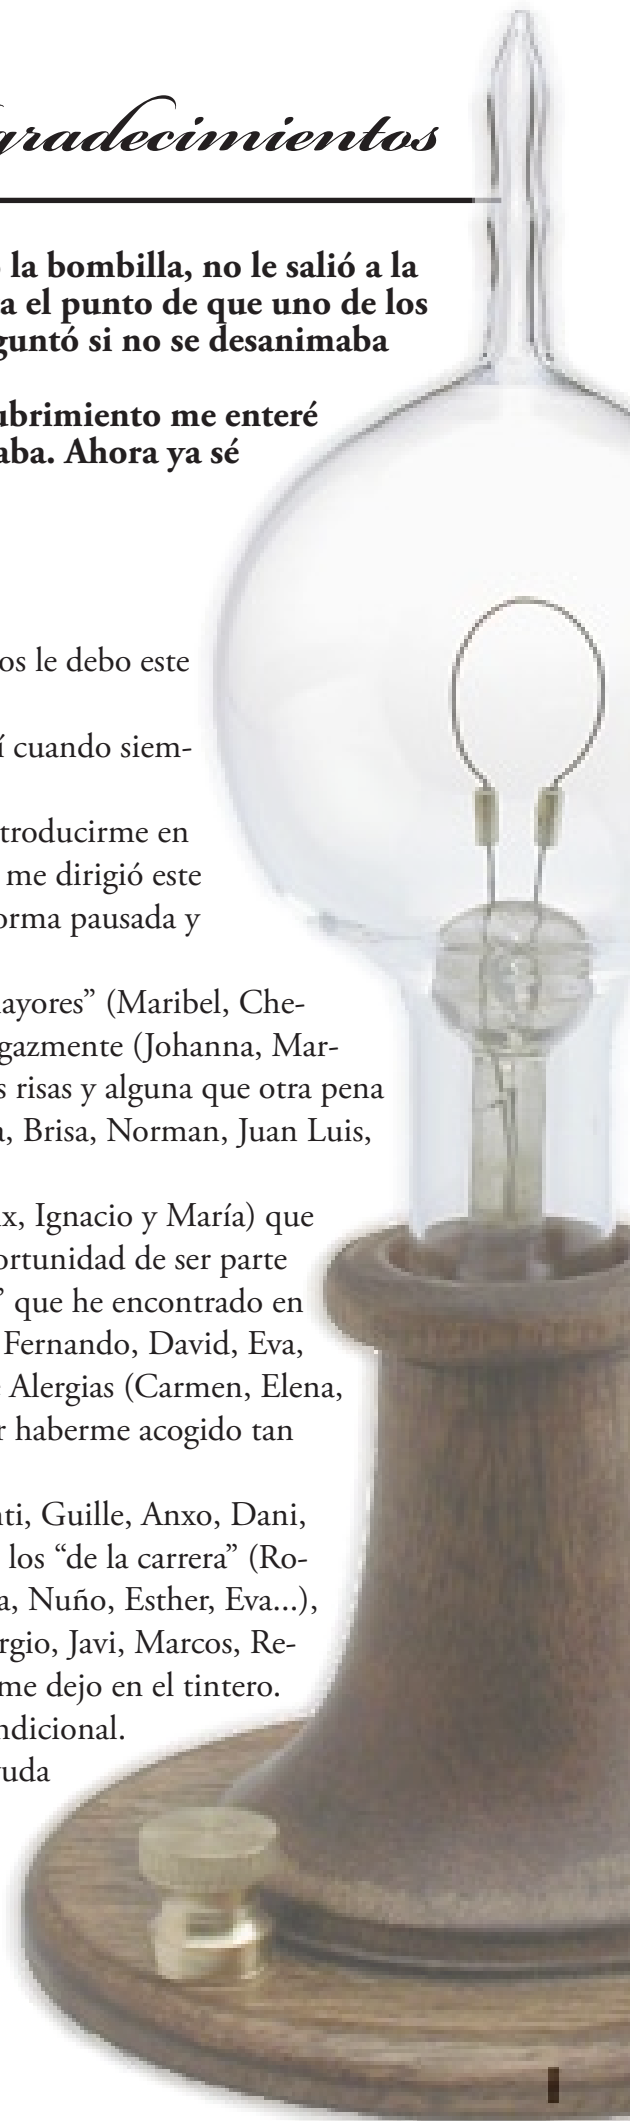 gradecimientos
la bombilla, no le salió a la
a el punto de que uno de los
guntó si no se desanimaba
ubrimiento me enteré
aba. Ahora ya sé
os le debo este
í cuando siem-
troducirme en
me dirigió este
orma pausada y
ayores” (Maribel, Che-
gazmente (Johanna, Mar-
s risas y alguna que otra pena
a, Brisa, Norman, Juan Luis,
x, Ignacio y María) que
ortunidad de ser parte
” que he encontrado en
Fernando, David, Eva,
e Alergias (Carmen, Elena,
r haberme acogido tan
nti, Guille, Anxo, Dani,
los “de la carrera” (Ro-
a, Nuño, Esther, Eva...),
rgio, Javi, Marcos, Re-
me dejo en el tintero.
ndicional.
yuda
I